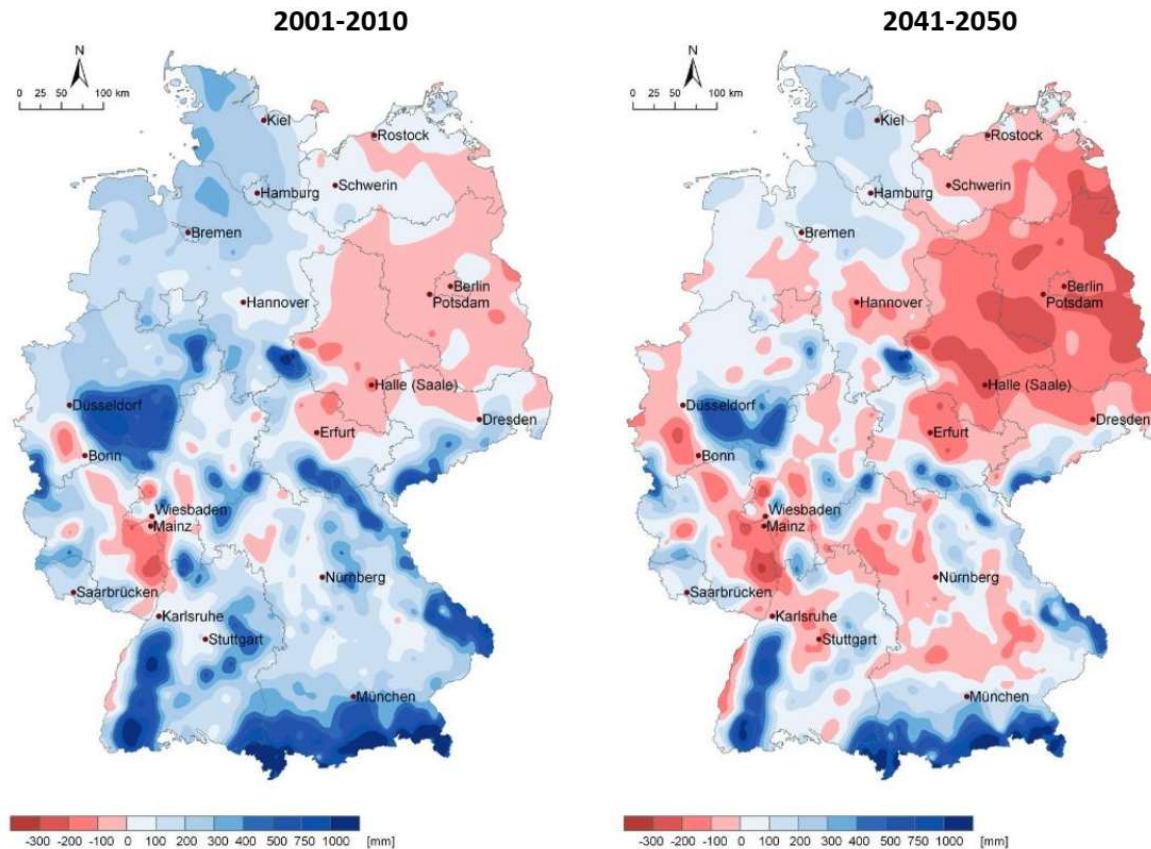 2001-2010
2041-2050
N
0 25 50 100 km
Kiel
Rostock
Schwerin
Hamburg
Bremen
Berlin
Potsdam
Hannover
Halle (Saale)
Düsseldorf
Dresden
Erfurt
Bonn
Wiesbaden
Mainz
Nürnberg
Saarbrücken
Karlsruhe
Stuttgart
München
-300 -200 -100 0 100 200 300 400 500 750 1000 [mm]
N
0 25 50 100 km
Kiel
Rostock
Schwerin
Hamburg
Bremen
Berlin
Potsdam
Hannover
Halle (Saale)
Düsseldorf
Dresden
Erfurt
Bonn
Wiesbaden
Mainz
Nürnberg
Saarbrücken
Karlsruhe
Stuttgart
München
-300 -200 -100 0 100 200 300 400 500 750 1000 [mm]